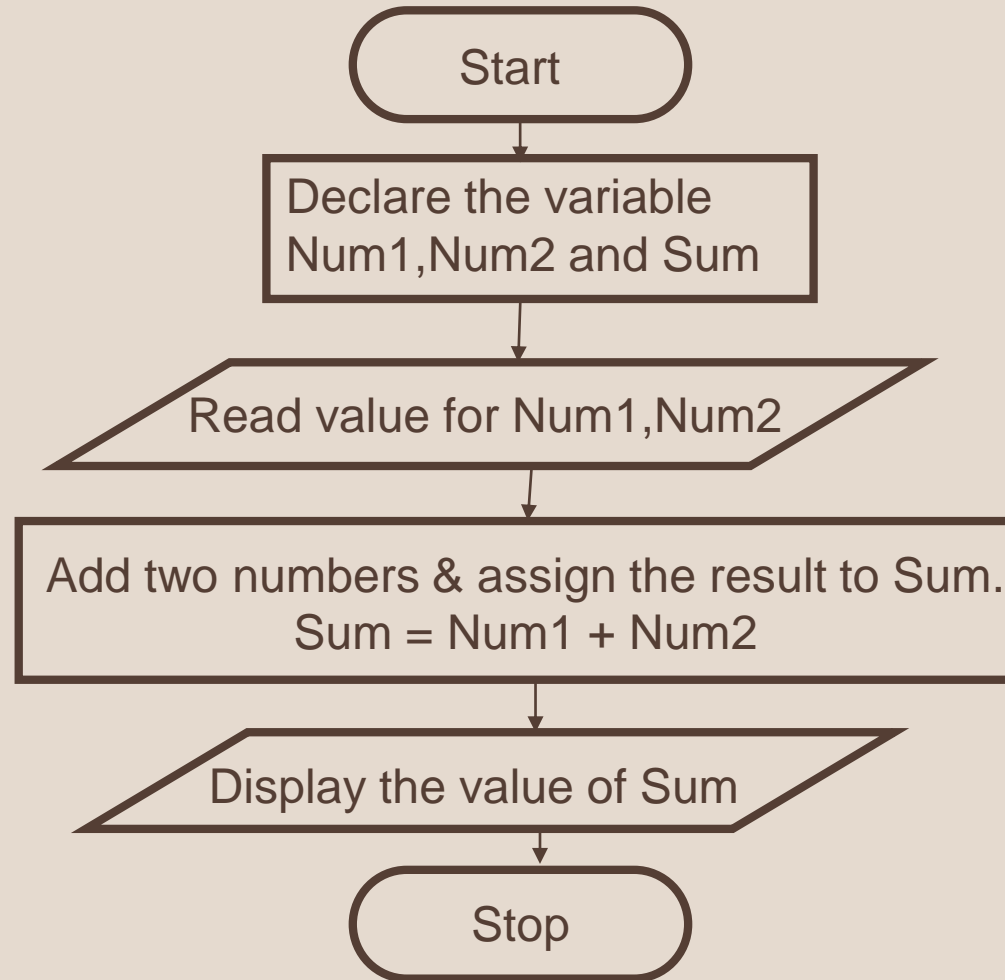 Start
Declare the variable
Num1,Num2 and Sum
Read value for Num1,Num2
Add two numbers & assign the result to Sum.
Sum = Num1 + Num2
Display the value of Sum
Stop